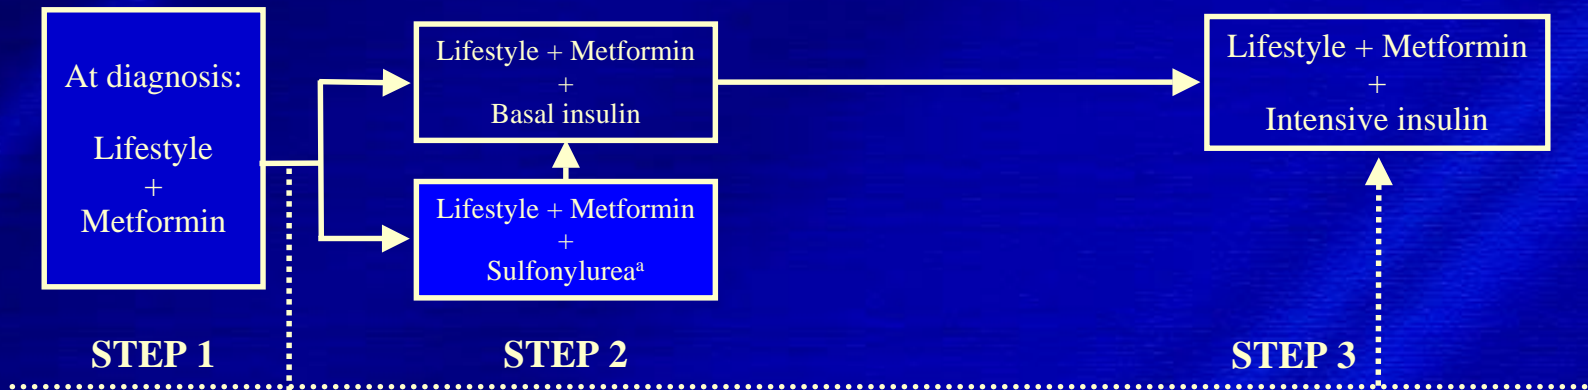 At diagnosis:
Lifestyle
+
Metformin
Lifestyle + Metformin
+
Basal insulin
Lifestyle + Metformin
+
Sulfonylureaᵃ
Lifestyle + Metformin
+
Intensive insulin
STEP 1
STEP 2
STEP 3